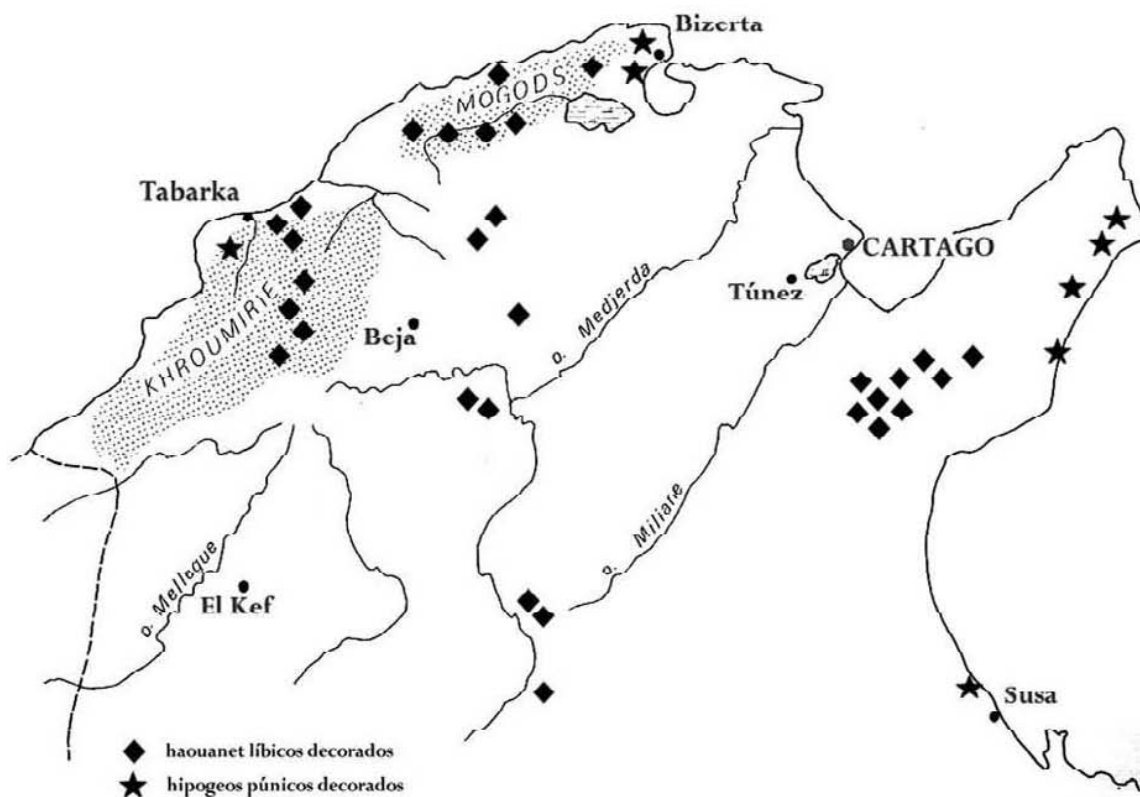 Bizerta
MOGODS
Tabarka
CARTAGO
Túnez
o. Medjerda
Beja
KHROUMIRIE
o. Miliane
o. Mellegue
El Kef
Susa
haouanet líbicos decorados
hipogeos púnicos decorados